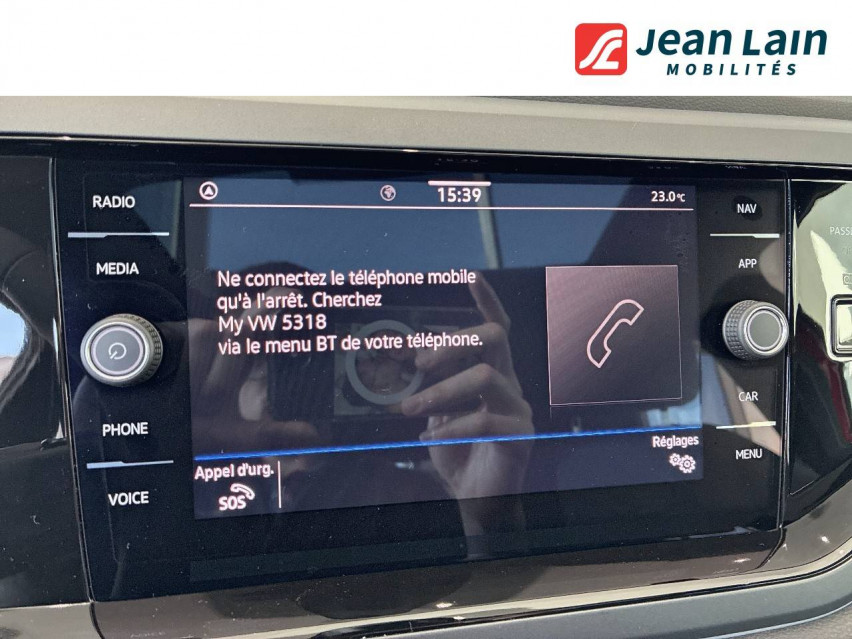 Jean Lain
MOBILITÉS
RADIO
MEDIA
PHONE
VOICE
15:39
23.0°C
Ne connectez le téléphone mobile
qu'à l'arrêt. Cherchez
My VW 5318
via le menu BT de votre téléphone.
Appel d'urg.
SOS
Réglages
NAV
APP
CAR
MENU